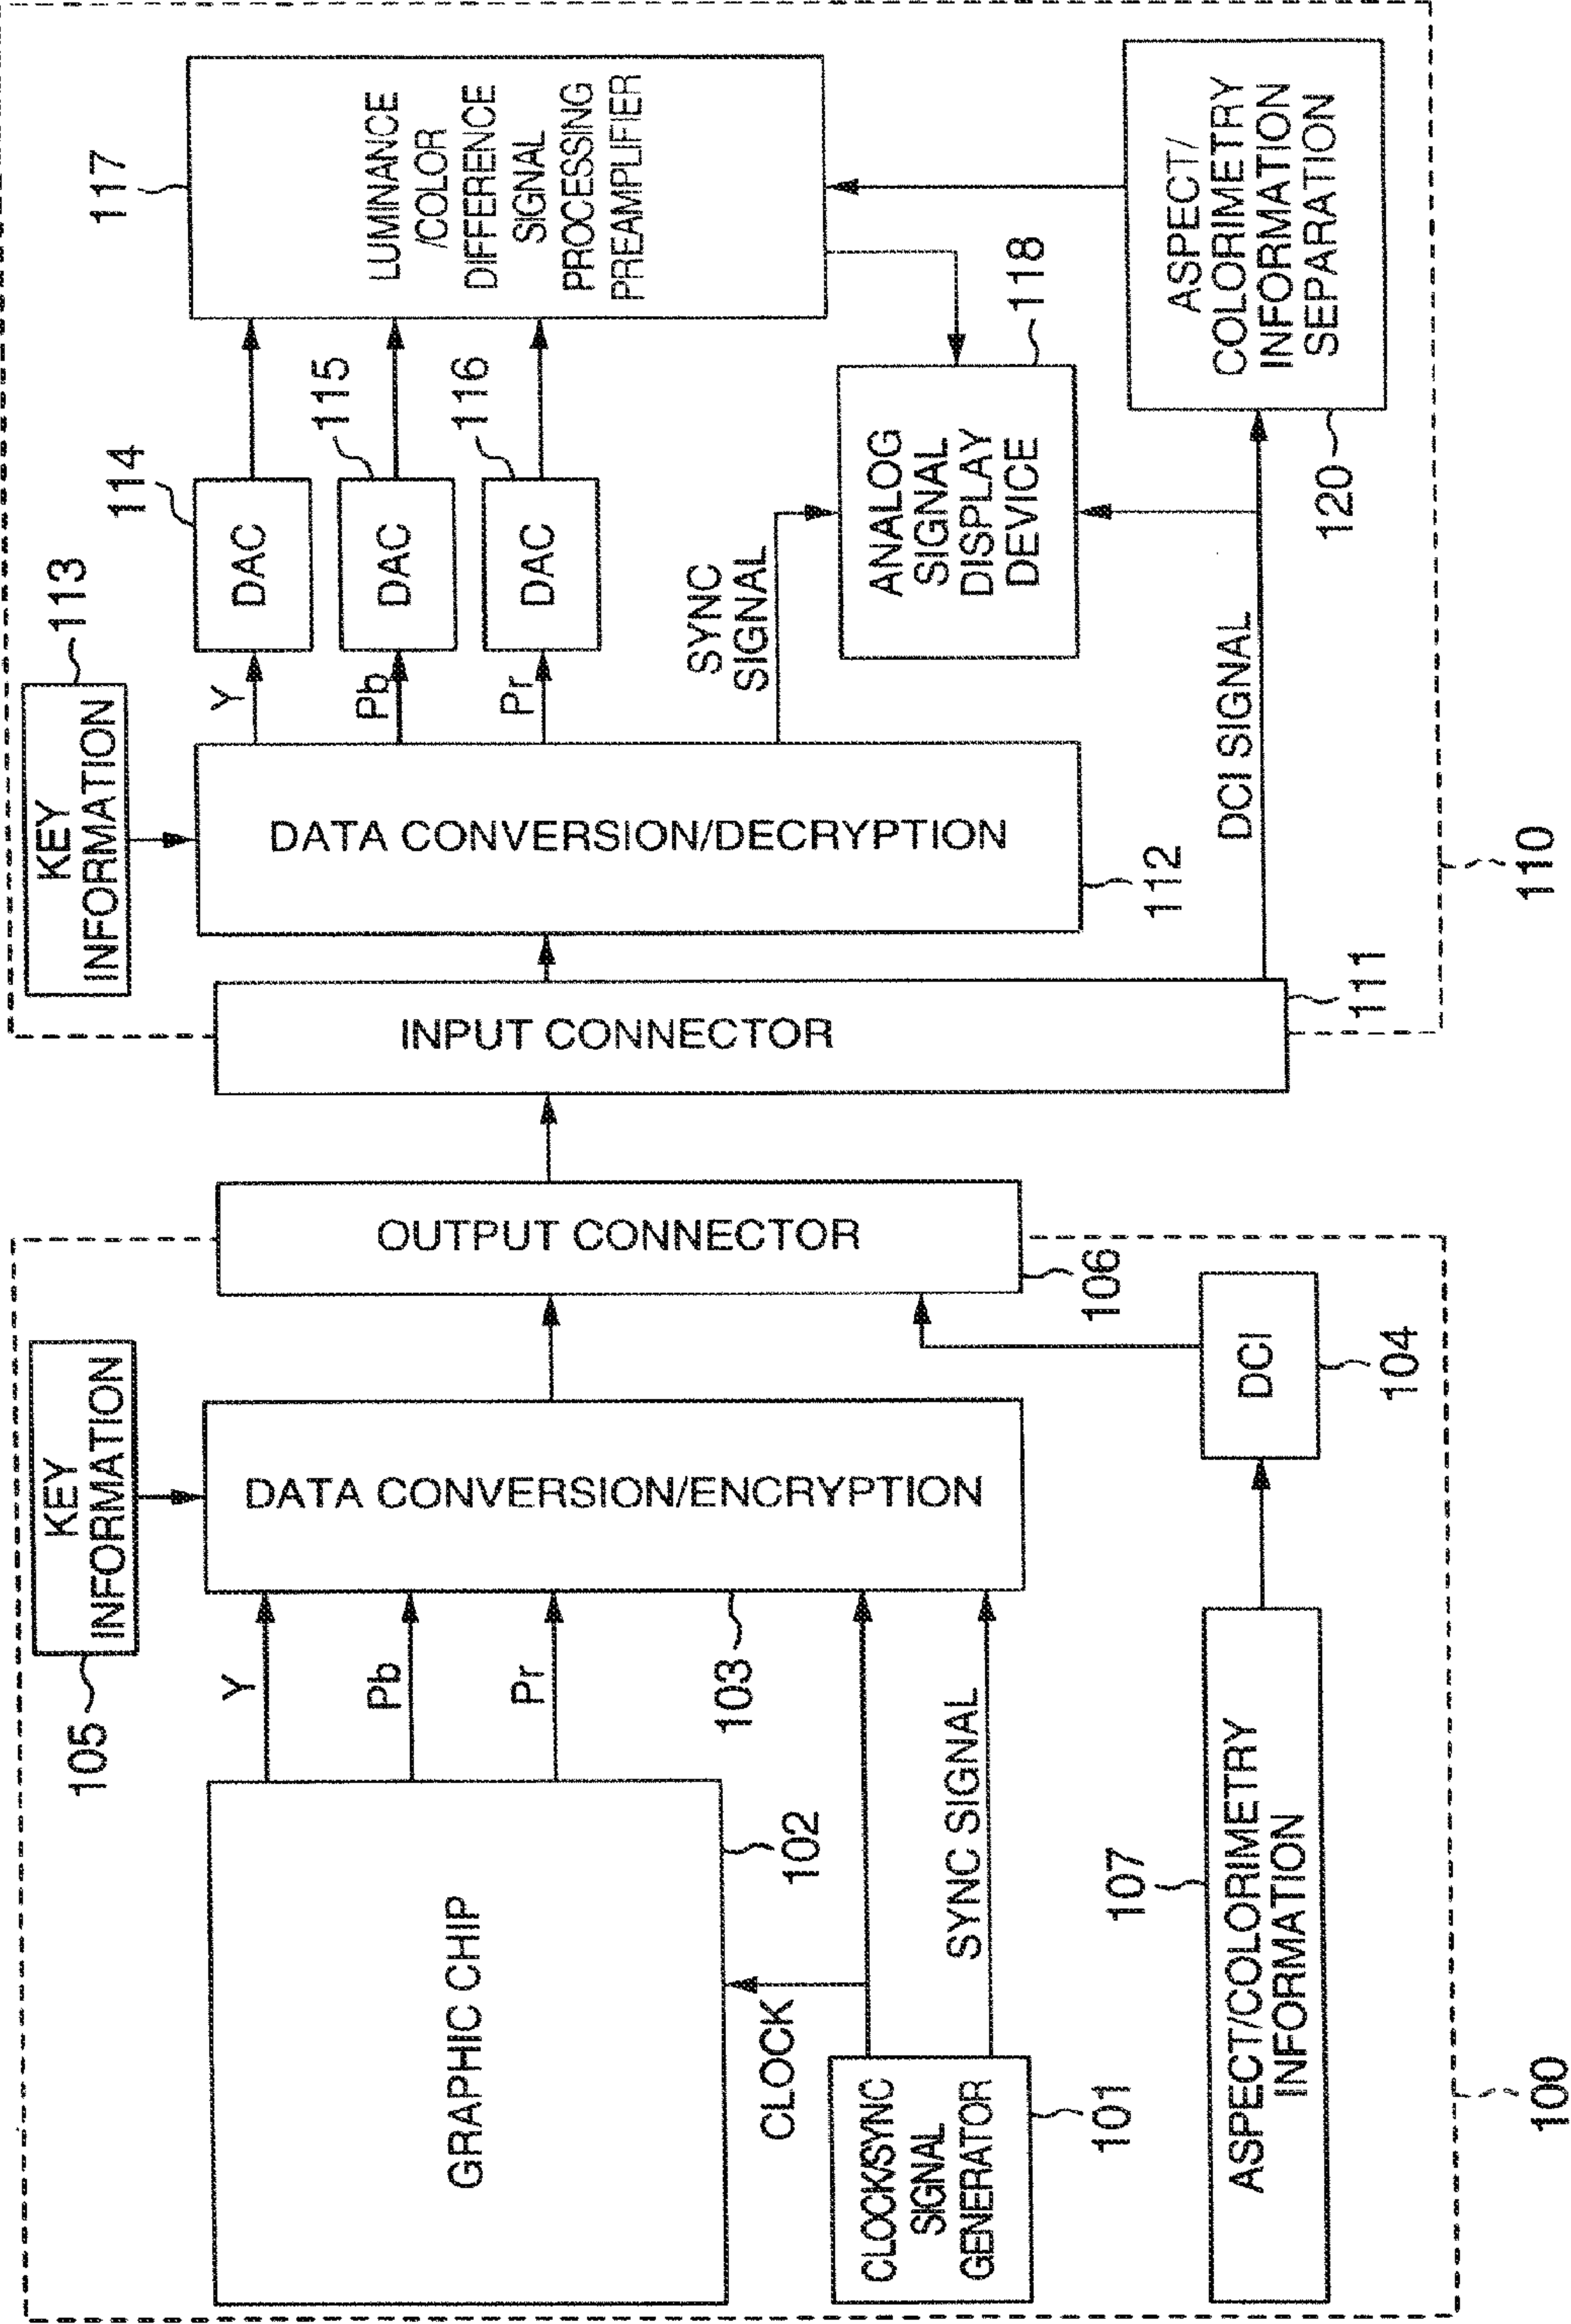 KEY
INFORMATION
105
GRAPHIC CHIP
102
CLOCK
CLOCK/SYNC
SIGNAL
GENERATOR
101
SYNC SIGNAL
Y
Pb
Pr
DATA CONVERSION/ENCRYPTION
103
ASPECT/COLORIMETRY
INFORMATION
107
DCI
104
OUTPUT CONNECTOR
106
100
INPUT CONNECTOR
111
KEY
INFORMATION
113
DATA CONVERSION/DECRYPTION
112
Y
Pb
Pr
DAC
114
DAC
115
DAC
116
SYNC
SIGNAL
LUMINANCE
/COLOR
DIFFERENCE
SIGNAL
PROCESSING
PREAMPLIFIER
117
ANALOG
SIGNAL
DISPLAY
DEVICE
118
DCI SIGNAL
ASPECT/
COLORIMETRY
INFORMATION
SEPARATION
120
110